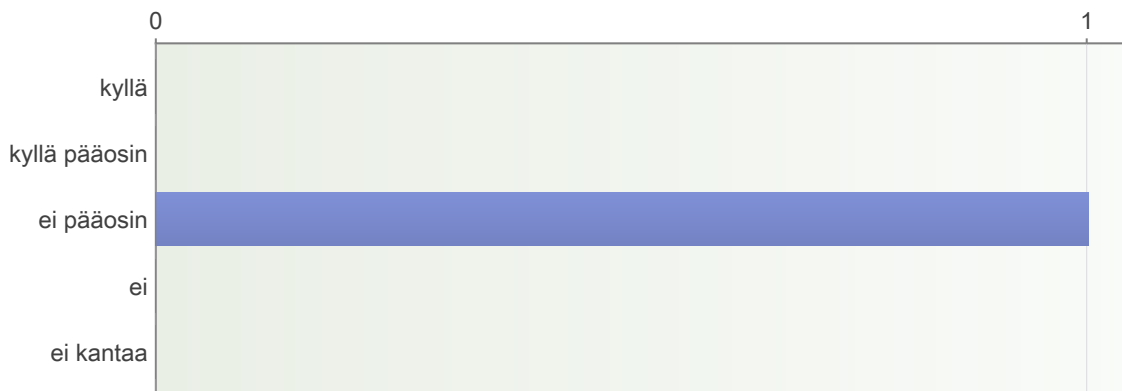 0 1
kyllä
kyllä pääosin
ei pääosin
ei
ei kantaa